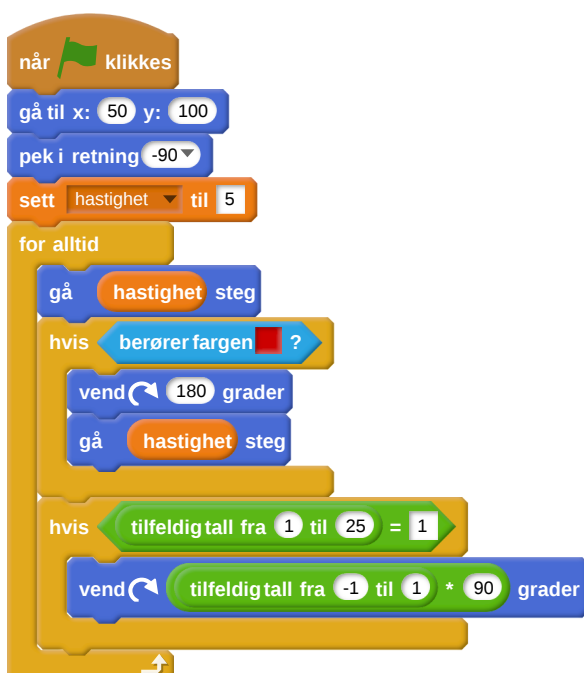 når klikkes
gå til x: 50 y: 100
pek i retning -90
sett hastighet til 5
for alltid
gå hastighet steg
hvis berører fargen ?
vend 180 grader
gå hastighet steg
hvis tilfeldig tall fra 1 til 25 = 1
vend tilfeldig tall fra -1 til 1 * 90 grader